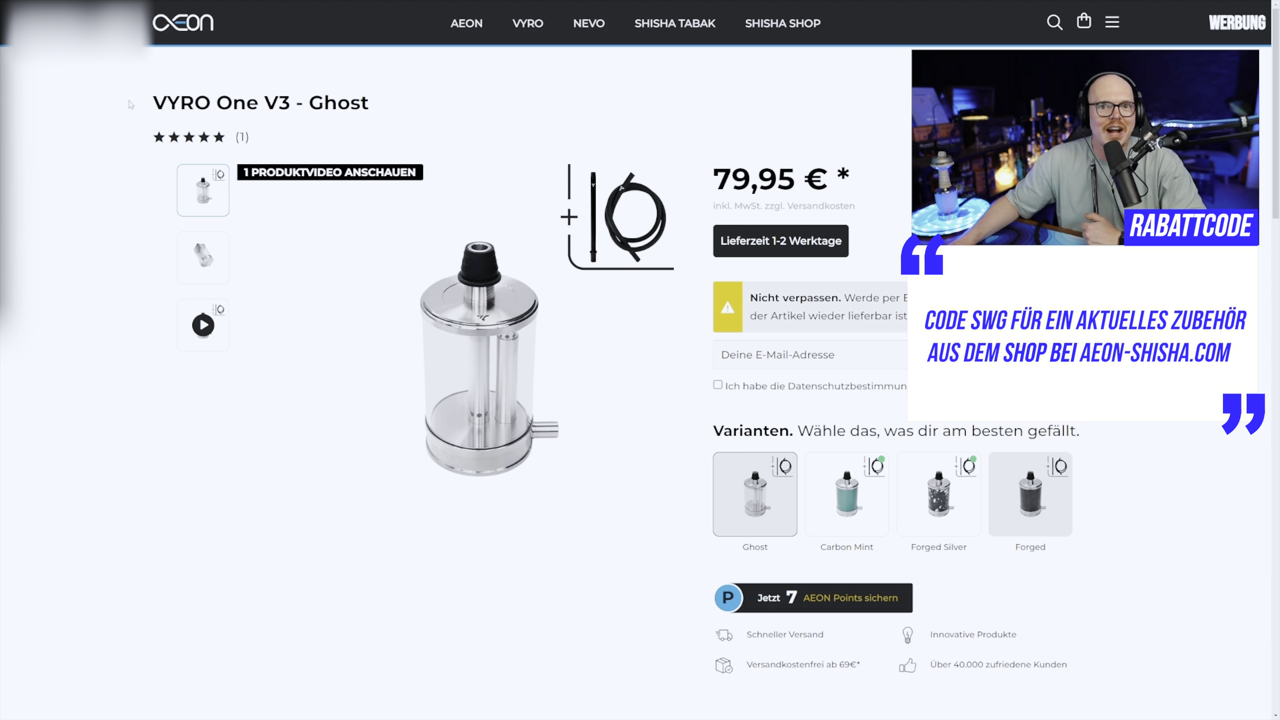 AEON
AEON
VYRO
NEVO
SHISHA TABAK
SHISHA SHOP
WERBUNG
VYRO One V3 - Ghost
(1)
1 PRODUKTVIDEO ANSCHAUEN
79,95 € *
inkl. MwSt. zzgl. Versandkosten
Lieferzeit 1-2 Werktage
RABATTCODE
Nicht verpassen. Werde per E
der Artikel wieder lieferbar ist
Deine E-Mail-Adresse
Ich habe die Datenschutzbestimmun
“
CODE SWG FÜR EIN AKTUELLES ZUBEHÖR
AUS DEM SHOP BEI AEON-SHISHA.COM
”
Varianten. Wähle das, was dir am besten gefällt.
Ghost
Carbon Mint
Forged Silver
Forged
P
Jetzt 7 AEON Points sichern
Schneller Versand
Innovative Produkte
Versandkostenfrei ab 69€*
Über 40.000 zufriedene Kunden